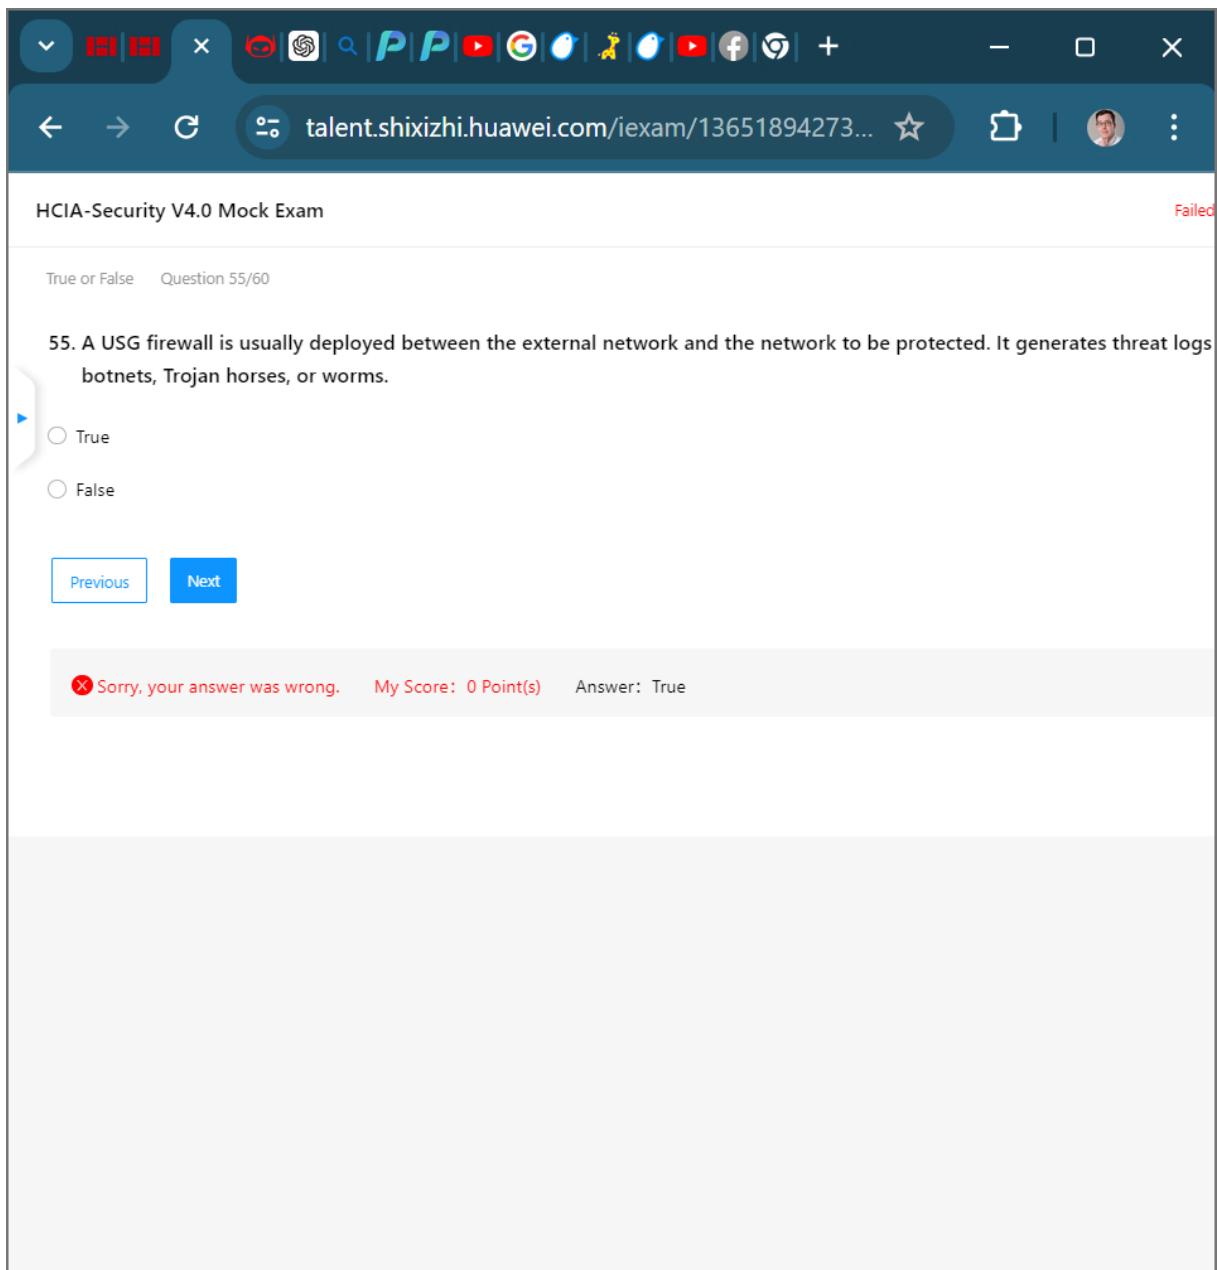 talent.shixizhi.huawei.com/iexam/13651894273...
HCIA-Security V4.0 Mock Exam
Failed
True or False Question 55/60
55. A USG firewall is usually deployed between the external network and the network to be protected. It generates threat logs
botnets, Trojan horses, or worms.
True
False
Previous Next
Sorry, your answer was wrong. My Score: 0 Point(s) Answer: True